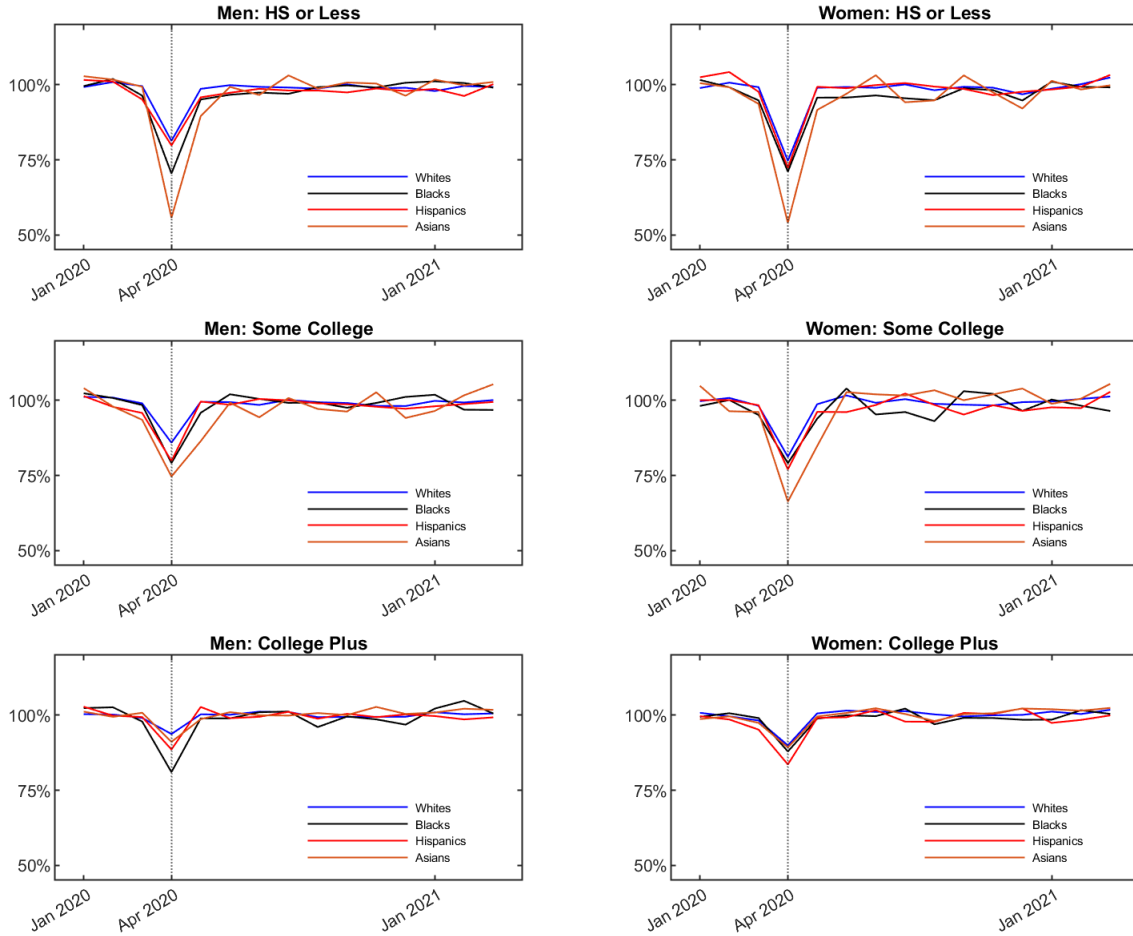 Men: HS or Less
100%
75%
50%
Whites
Blacks
Hispanics
Asians
Jan 2020
Apr 2020
Jan 2021
Women: HS or Less
100%
75%
50%
Whites
Blacks
Hispanics
Asians
Jan 2020
Apr 2020
Jan 2021
Men: Some College
100%
75%
50%
Whites
Blacks
Hispanics
Asians
Jan 2020
Apr 2020
Jan 2021
Women: Some College
100%
75%
50%
Whites
Blacks
Hispanics
Asians
Jan 2020
Apr 2020
Jan 2021
Men: College Plus
100%
75%
50%
Whites
Blacks
Hispanics
Asians
Jan 2020
Apr 2020
Jan 2021
Women: College Plus
100%
75%
50%
Whites
Blacks
Hispanics
Asians
Jan 2020
Apr 2020
Jan 2021